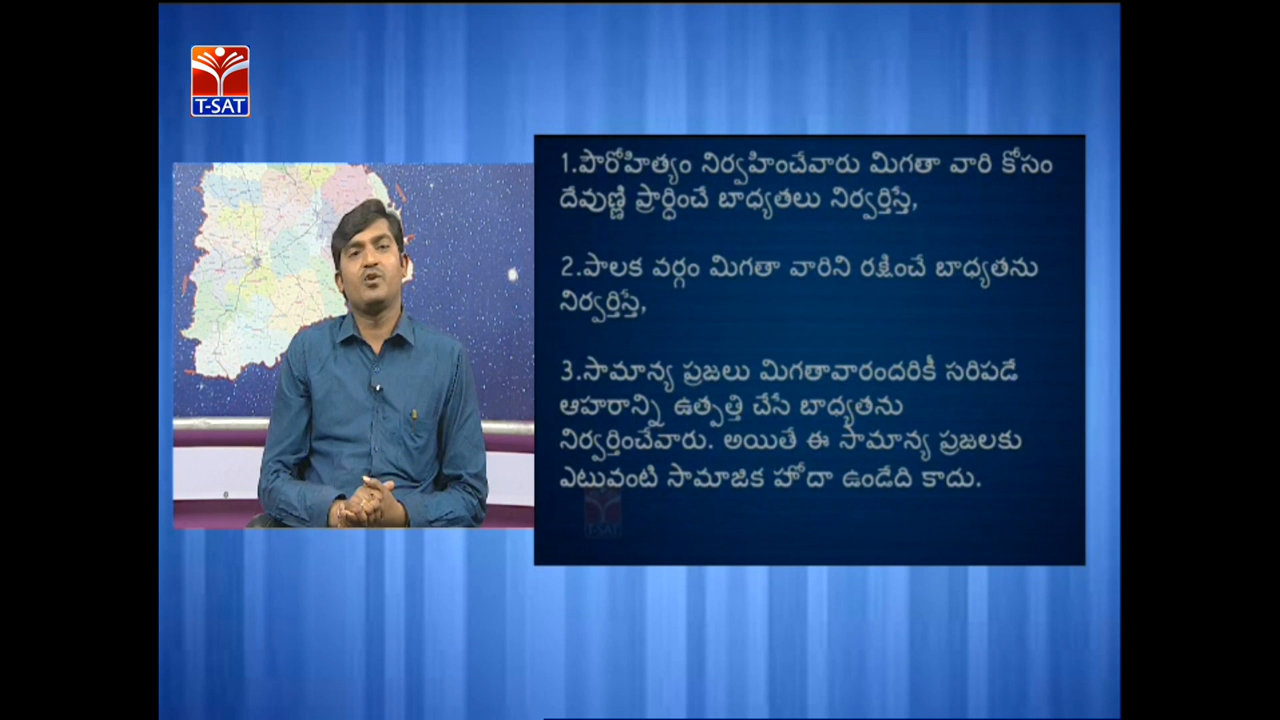 T-SAT
1.పౌరోహిత్యం నిర్వహించేవారు మిగతా వారి కోసం
దేవుణ్ణి ప్రార్ధించే బాధ్యతలు నిర్వర్తిస్తే,
2.పాలక వర్గం మిగతా వారిని రక్షించే బాధ్యతను
నిర్వర్తిస్తే,
3.సామాన్య ప్రజలు మిగతావారందరికీ సరిపడే
ఆహారాన్ని ఉత్పత్తి చేసే బాధ్యతను
నిర్వర్తించేవారు. అయితే ఈ సామాన్య ప్రజలకు
ఎటువంటి సామాజిక హోదా ఉండేది కాదు.
T-SAT